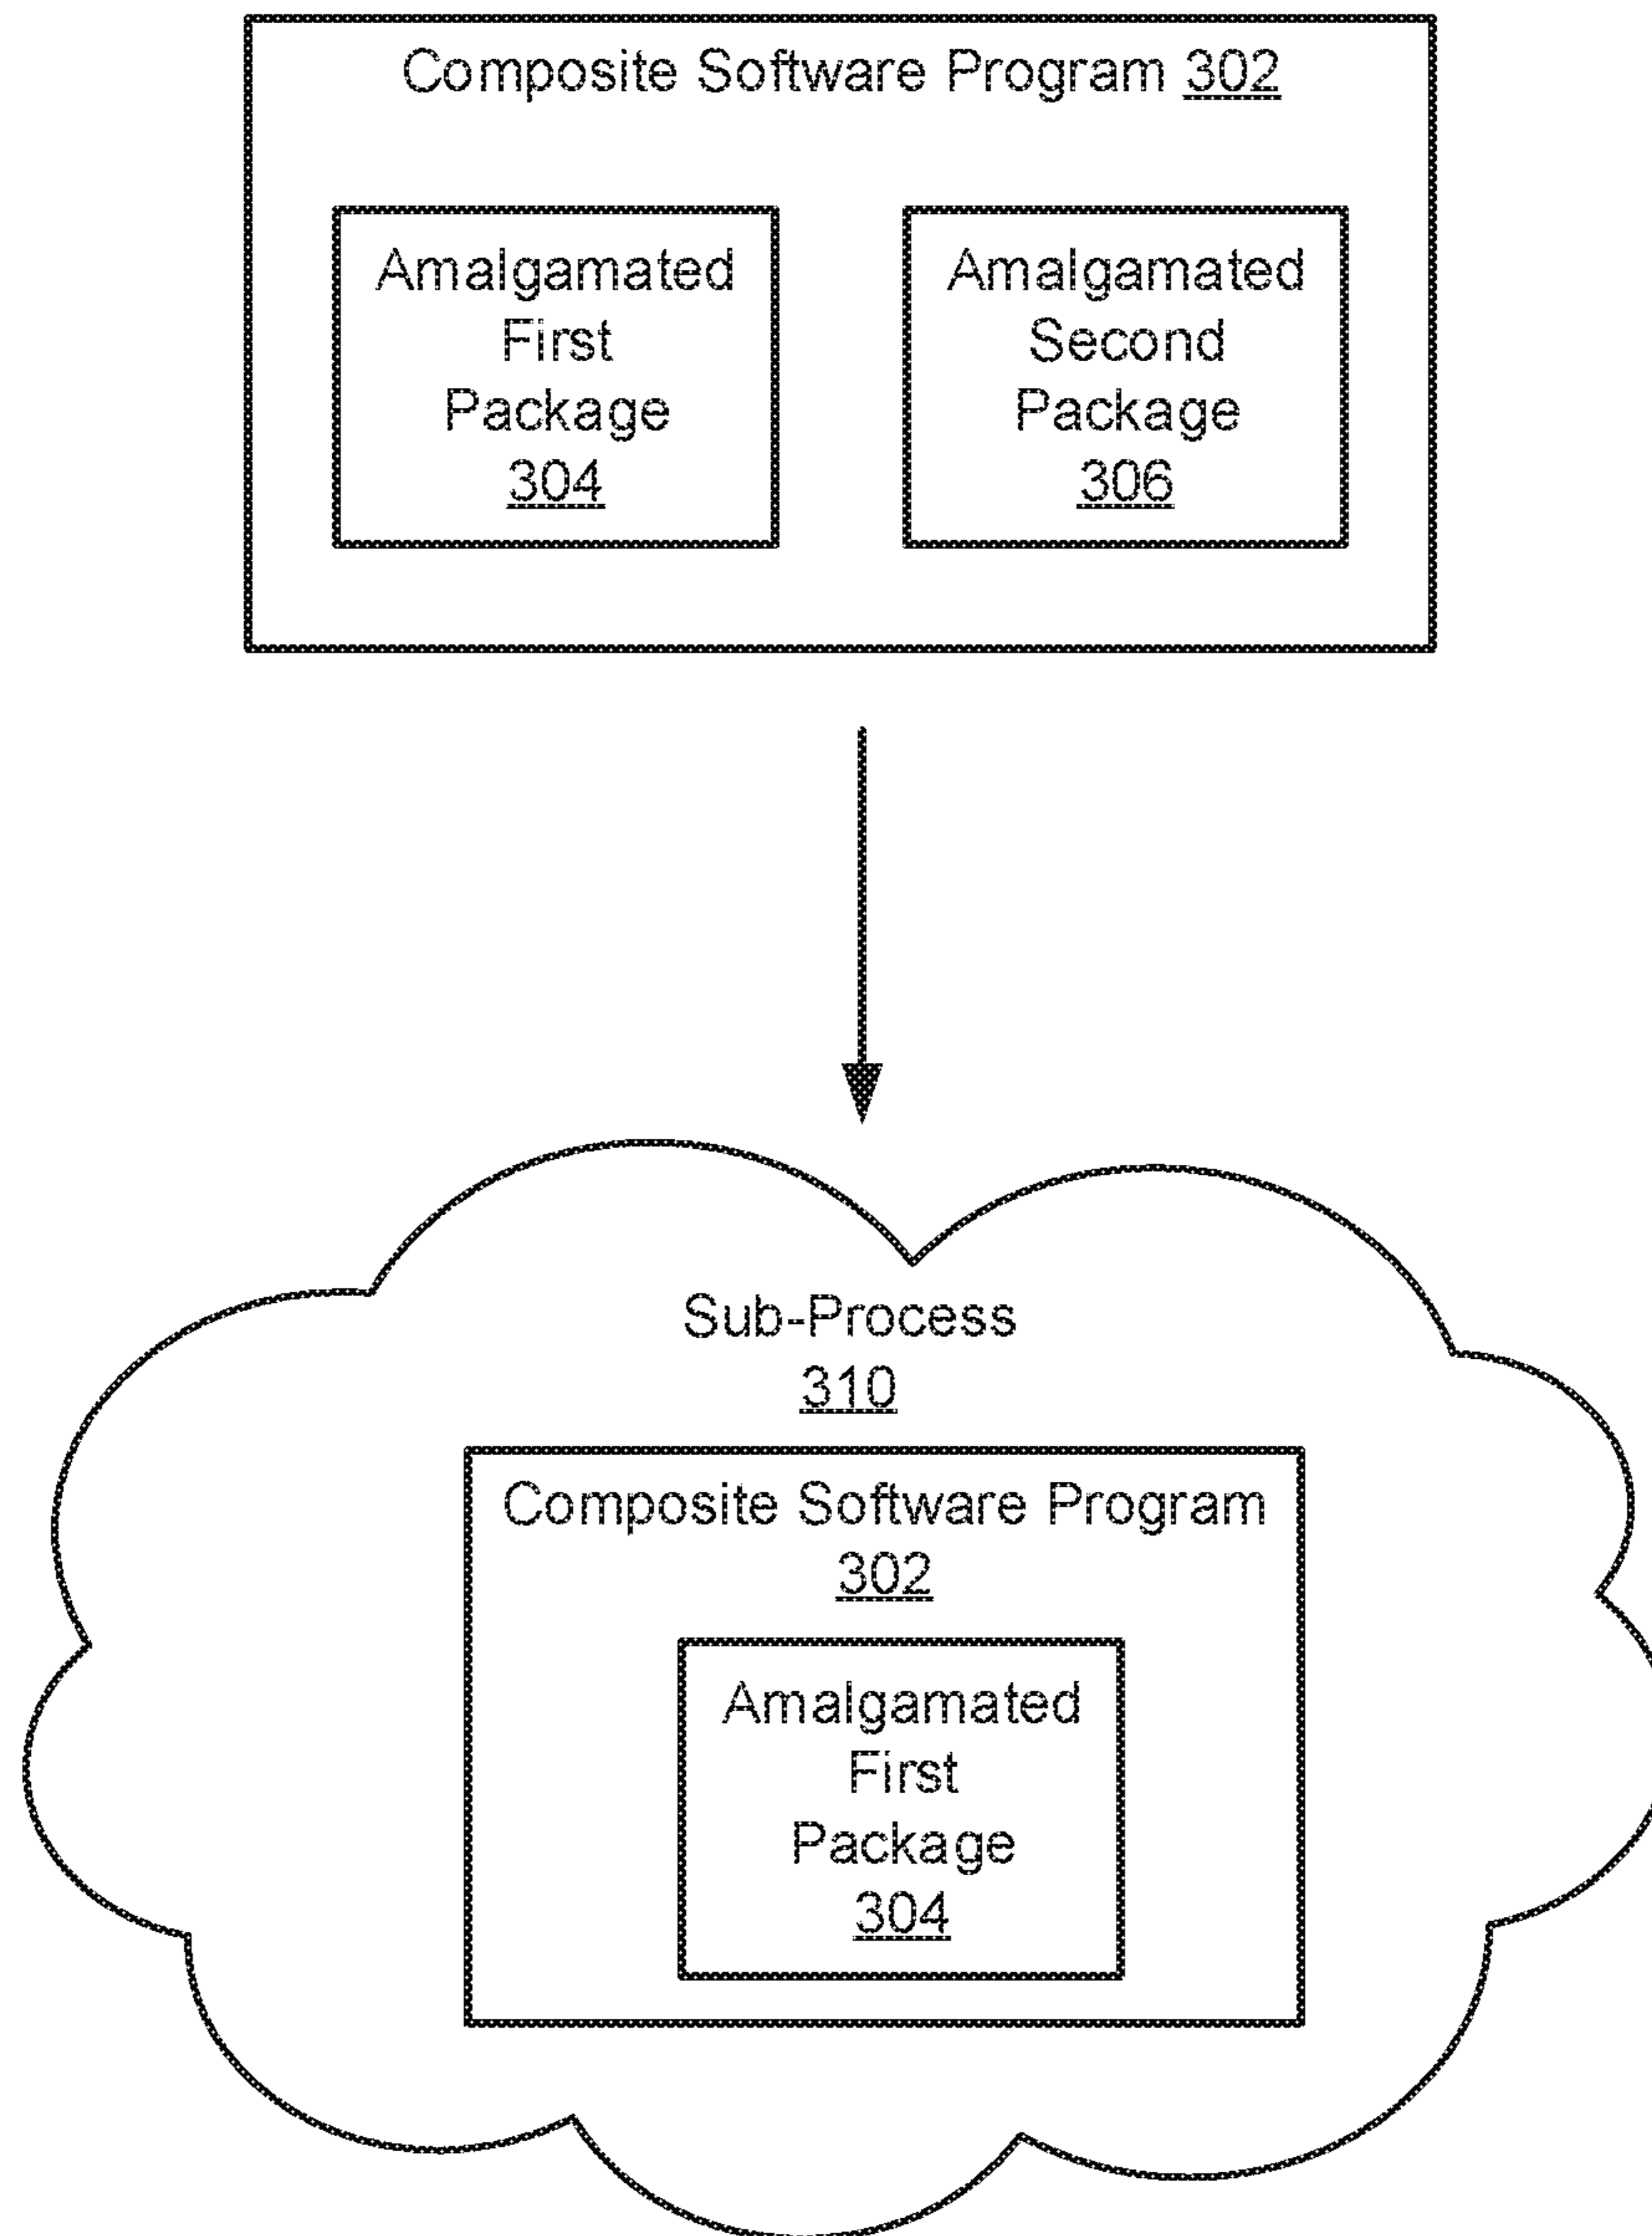 Composite Software Program 302
Amalgamated
First
Package
304
Amalgamated
Second
Package
306
Sub-Process
310
Composite Software Program
302
Amalgamated
First
Package
304